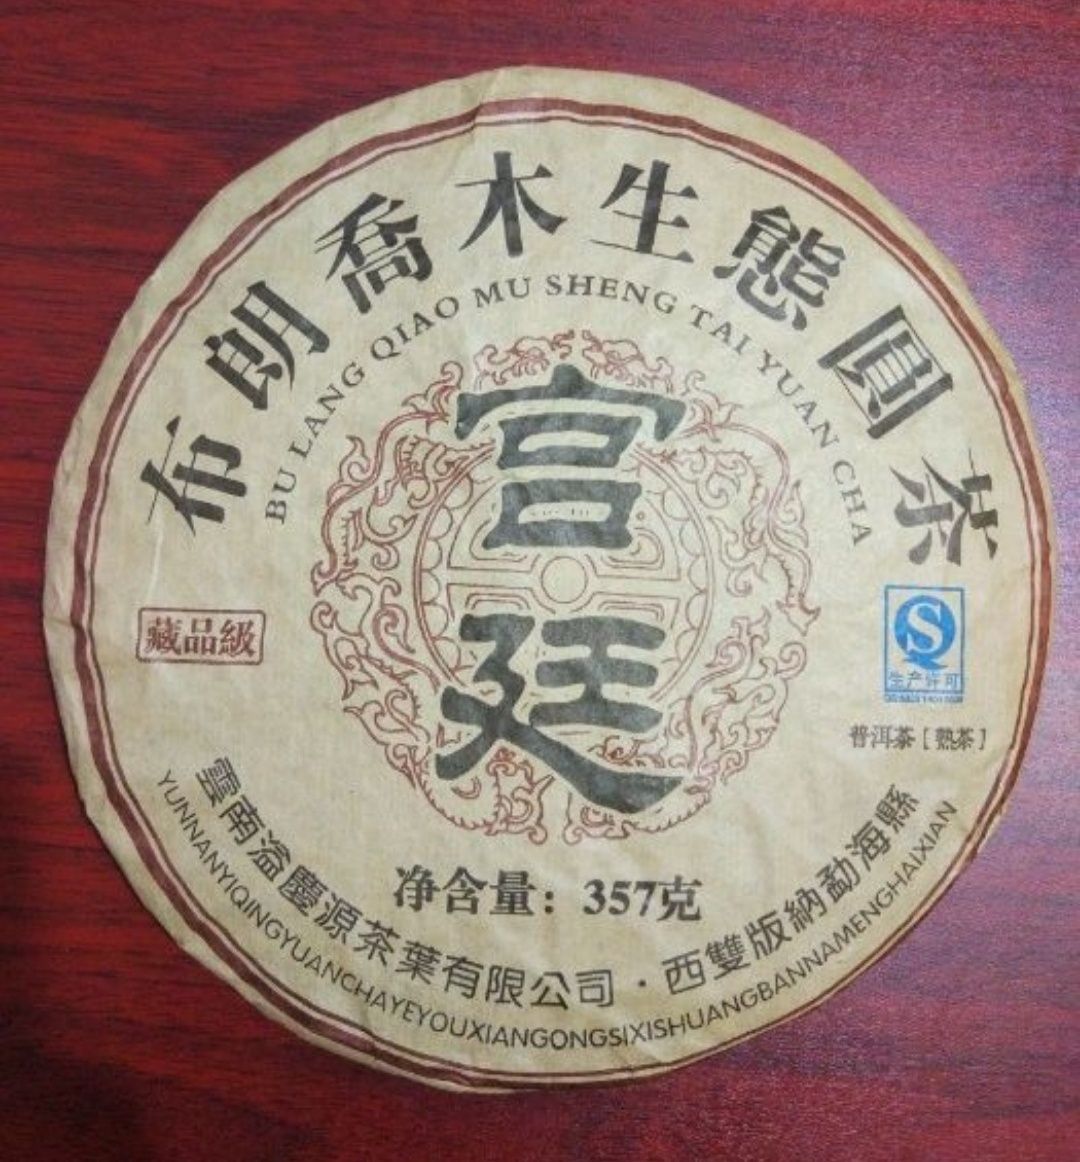 布朗喬木生態圓茶
BU LANG QIAO MU SHENG TAI YUAN CHA
宫廷
藏品級
S
生产许可
普洱茶［熟茶］
净含量：357克
雲南溢慶源茶葉有限公司·西雙版納勐海縣
YUNNANYIQINGYUANCHAYEYOUXIANGONGSIXISHUANGBANNAMENGHAIXIAN